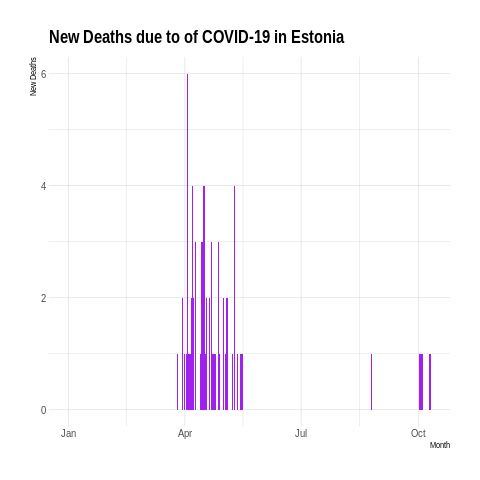 New Deaths due to of COVID-19 in Estonia
New Deaths
6
4
2
0
Jan Apr Jul Oct
Month